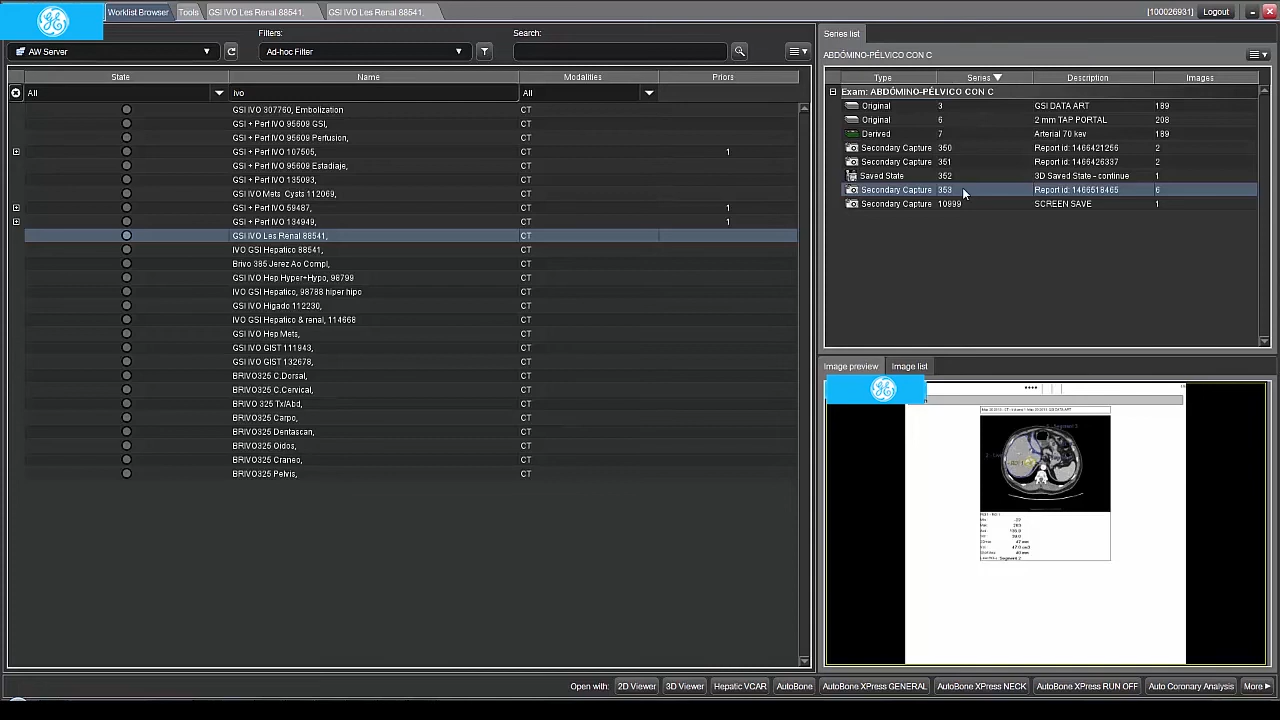 Worklist Browser Tools GSI IVO Les Renal 88541, GSI IVO Les Renal 88541, [100026931] Logout
Filters: Search:
AW Server Ad-hoc Filter
State Name Modalities Priors
All ivo All
GSI IVO 307760, Embolization CT
GSI + Perf IVO 95609 GSI, CT
GSI + Perf IVO 95609 Perfusion, CT
GSI + Perf IVO 107505, CT 1
GSI + Perf IVO 95609 Estadiaje, CT
GSI + Perf IVO 135093, CT
GSI IVO Mets Cysts 112069, CT
GSI + Perf IVO 59487, CT 1
GSI + Perf IVO 134949, CT 1
GSI IVO Les Renal 88541, CT
IVO GSI Hepatico 88541, CT
Brivo 385 Jerez Ao Compl, CT
GSI IVO Hep Hyper+Hypo, 98799 CT
IVO GSI Hepatico, 98788 hiper hipo CT
GSI IVO Higado 112230, CT
IVO GSI Hepatico & renal, 114668 CT
GSI IVO Hep Mets, CT
GSI IVO GIST 111943, CT
GSI IVO GIST 132678, CT
BRIVO325 C.Dorsal, CT
BRIVO325 C.Cervical, CT
BRIVO 325 Tx/Abd, CT
BRIVO325 Carpo, CT
BRIVO325 Dentascan, CT
BRIVO325 Oidos, CT
BRIVO325 Craneo, CT
BRIVO325 Pelvis, CT
Series list
ABDÓMINO-PÉLVICO CON C
Type Series Description Images
Exam: ABDÓMINO-PÉLVICO CON C
Original 3 GSI DATA ART 189
Original 6 2 mm TAP PORTAL 208
Derived 7 Arterial 70 kev 189
Secondary Capture 350 Report id: 1466421256 2
Secondary Capture 351 Report id: 1466426337 2
Saved State 352 3D Saved State - continue 1
Secondary Capture 353 Report id: 1466518465 6
Secondary Capture 10999 SCREEN SAVE 1
Image preview Image list
Open with: 2D Viewer 3D Viewer Hepatic VCAR AutoBone AutoBone XPress GENERAL AutoBone XPress NECK AutoBone XPress RUN OFF Auto Coronary Analysis More